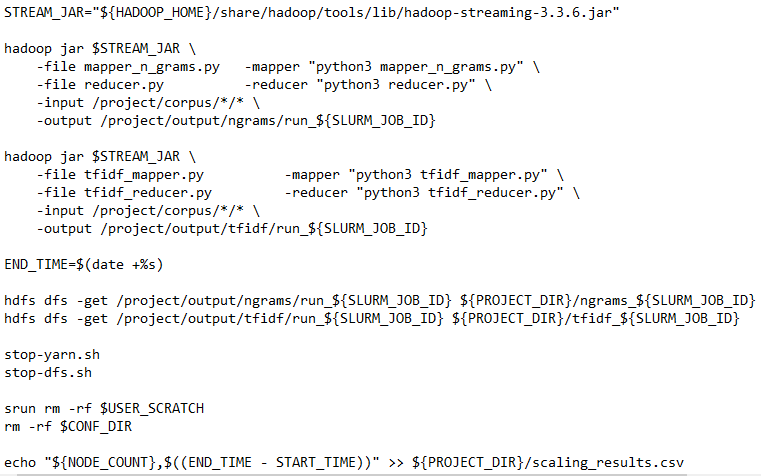 STREAM_JAR="${HADOOP_HOME}/share/hadoop/tools/lib/hadoop-streaming-3.3.6.jar"

hadoop jar $STREAM_JAR \
    -file mapper_n_grams.py   -mapper "python3 mapper_n_grams.py" \
    -file reducer.py          -reducer "python3 reducer.py" \
    -input /project/corpus/*/* \
    -output /project/output/ngrams/run_${SLURM_JOB_ID}

hadoop jar $STREAM_JAR \
    -file tfidf_mapper.py          -mapper "python3 tfidf_mapper.py" \
    -file tfidf_reducer.py         -reducer "python3 tfidf_reducer.py" \
    -input /project/corpus/*/* \
    -output /project/output/tfidf/run_${SLURM_JOB_ID}

END_TIME=$(date +%s)

hdfs dfs -get /project/output/ngrams/run_${SLURM_JOB_ID} ${PROJECT_DIR}/ngrams_${SLURM_JOB_ID}
hdfs dfs -get /project/output/tfidf/run_${SLURM_JOB_ID} ${PROJECT_DIR}/tfidf_${SLURM_JOB_ID}

stop-yarn.sh
stop-dfs.sh

srun rm -rf $USER_SCRATCH
rm -rf $CONF_DIR

echo "${NODE_COUNT},$((END_TIME - START_TIME))" >> ${PROJECT_DIR}/scaling_results.csv